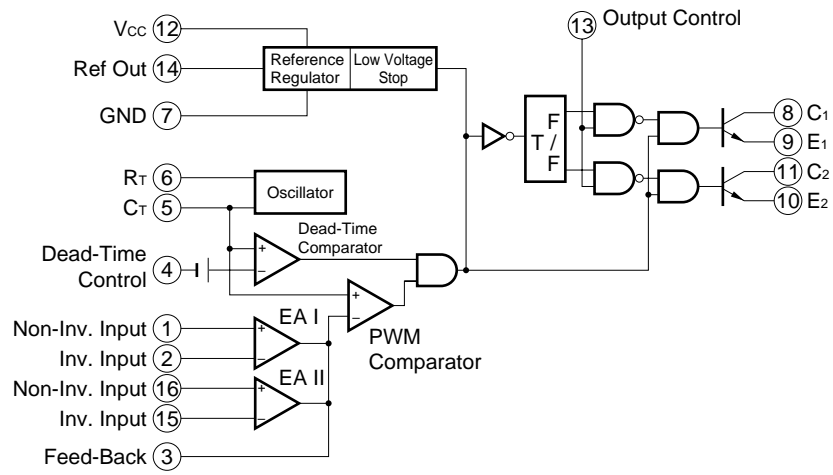 VCC 12
Ref Out 14
GND 7
Reference Regulator
Low Voltage Stop
13 Output Control
T F/F
8 C1
9 E1
11 C2
10 E2
RT 6
CT 5
Oscillator
Dead-Time Comparator
+
−
Dead-Time Control 4
+
−
PWM Comparator
Non-Inv. Input 1
Inv. Input 2
+
−
EA I
Non-Inv. Input 16
Inv. Input 15
+
−
EA II
Feed-Back 3